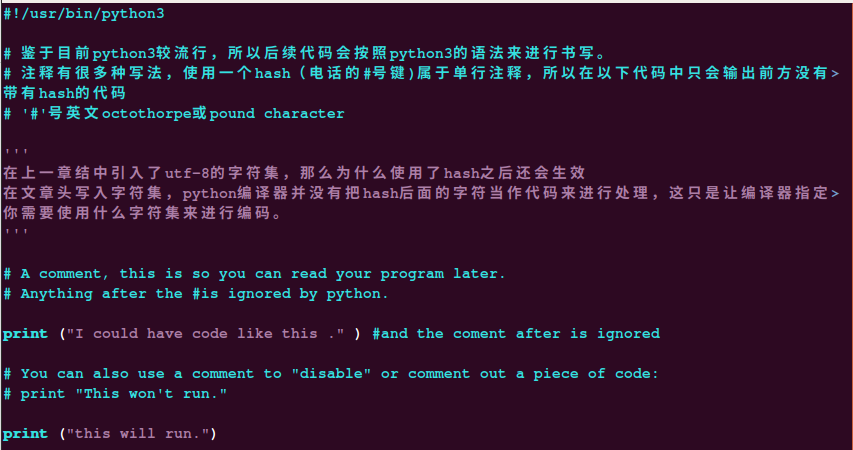 #!/usr/bin/python3
# 鉴于目前python3较流行，所以后续代码会按照python3的语法来进行书写。
# 注释有很多种写法，使用一个hash（电话的#号键)属于单行注释，所以在以下代码中只会输出前方没有>
带有hash的代码
# '#'号英文octothorpe或pound character
'''
在上一章结中引入了utf-8的字符集，那么为什么使用了hash之后还会生效
在文章头写入字符集，python编译器并没有把hash后面的字符当作代码来进行处理，这只是让编译器指定>
你需要使用什么字符集来进行编码。
'''
# A comment, this is so you can read your program later.
# Anything after the #is ignored by python.
print ("I could have code like this ." ) #and the coment after is ignored
# You can also use a comment to "disable" or comment out a piece of code:
# print "This won't run."
print ("this will run.")